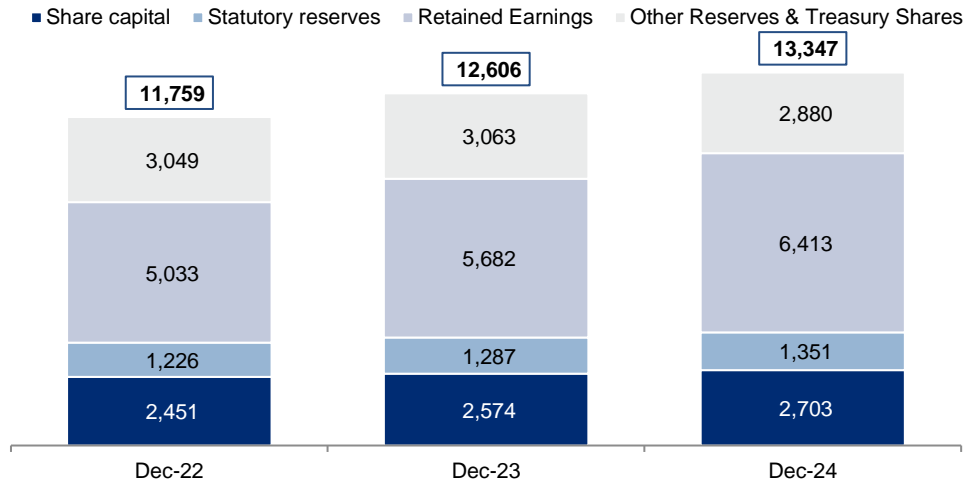 Share capital Statutory reserves Retained Earnings Other Reserves & Treasury Shares
11,759 12,606 13,347
3,049 3,063 2,880
5,033 5,682 6,413
1,226 1,287 1,351
2,451 2,574 2,703
Dec-22 Dec-23 Dec-24